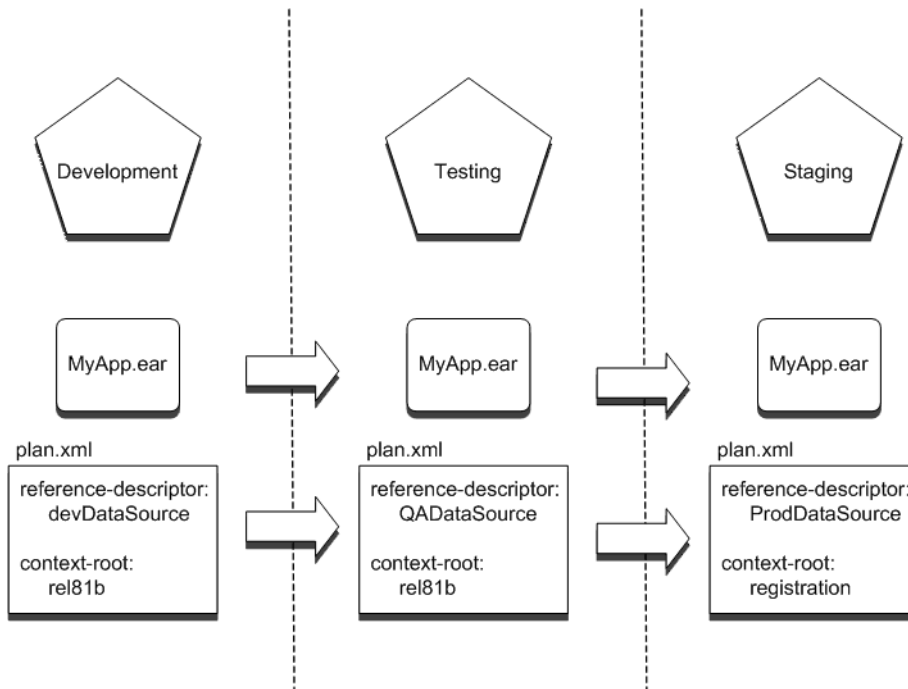 Development
Testing
Staging
MyApp.ear
MyApp.ear
MyApp.ear
plan.xml
reference-descriptor:
devDataSource
context-root:
rel81b
plan.xml
reference-descriptor:
QADataSource
context-root:
rel81b
plan.xml
reference-descriptor:
ProdDataSource
context-root:
registration